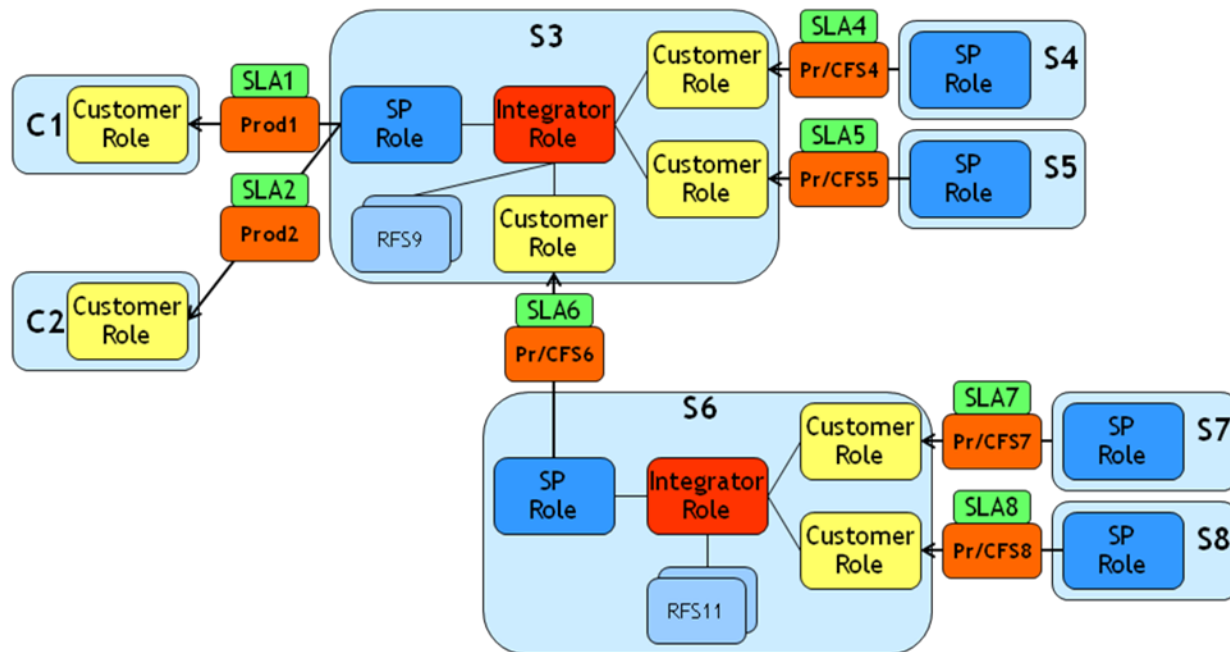 S3
SLA4
Customer
Role
Pr/CFS4
SP
Role
S4
SLA1
Customer
Role
C1
Prod1
SP
Role
Integrator
Role
SLA5
Customer
Role
Pr/CFS5
SP
Role
S5
SLA2
Prod2
RFS9
Customer
Role
C2
Customer
Role
SLA6
Pr/CFS6
S6
SLA7
Customer
Role
Pr/CFS7
SP
Role
S7
SP
Role
Integrator
Role
SLA8
Customer
Role
Pr/CFS8
SP
Role
S8
RFS11